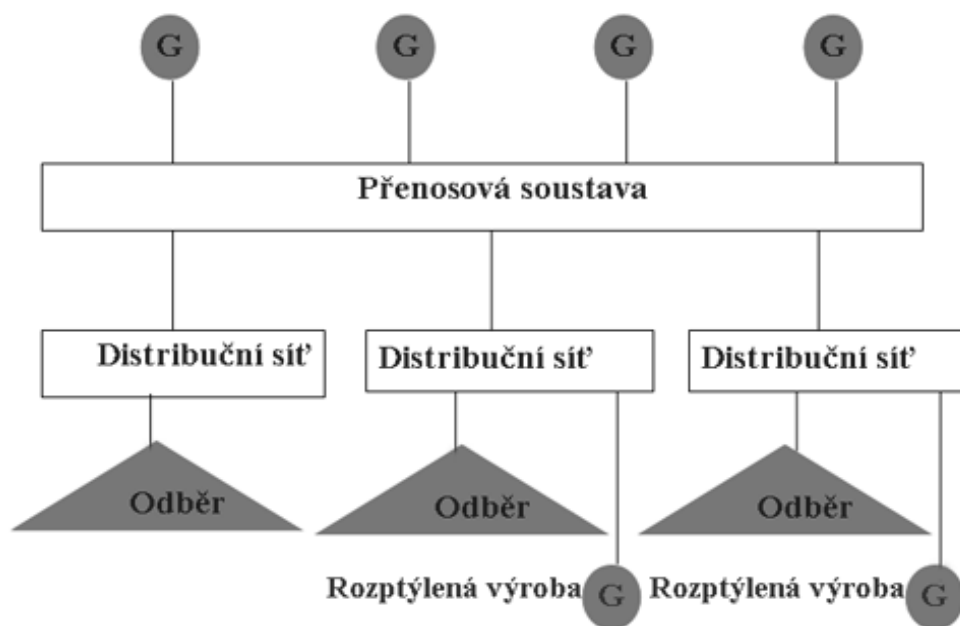 G G G G
Přenosová soustava
Distribuční síť Distribuční síť Distribuční síť
Odběr Odběr Odběr
Rozptýlená výroba G Rozptýlená výroba G